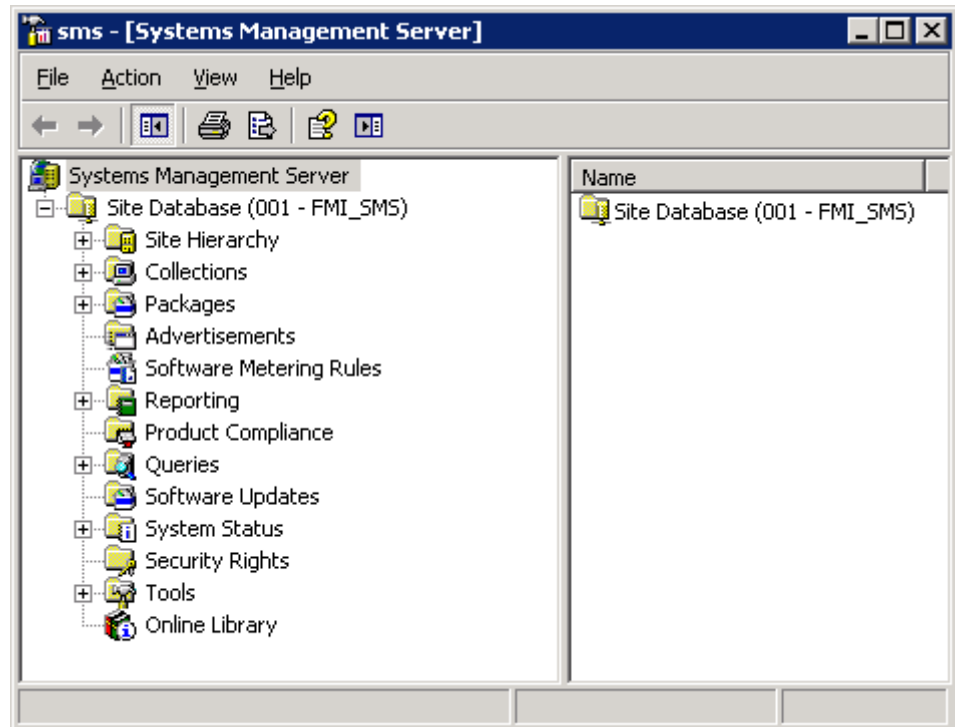 sms - [Systems Management Server]
File Action View Help
Systems Management Server
Site Database (001 - FMI_SMS)
Site Hierarchy
Collections
Packages
Advertisements
Software Metering Rules
Reporting
Product Compliance
Queries
Software Updates
System Status
Security Rights
Tools
Online Library
Name
Site Database (001 - FMI_SMS)